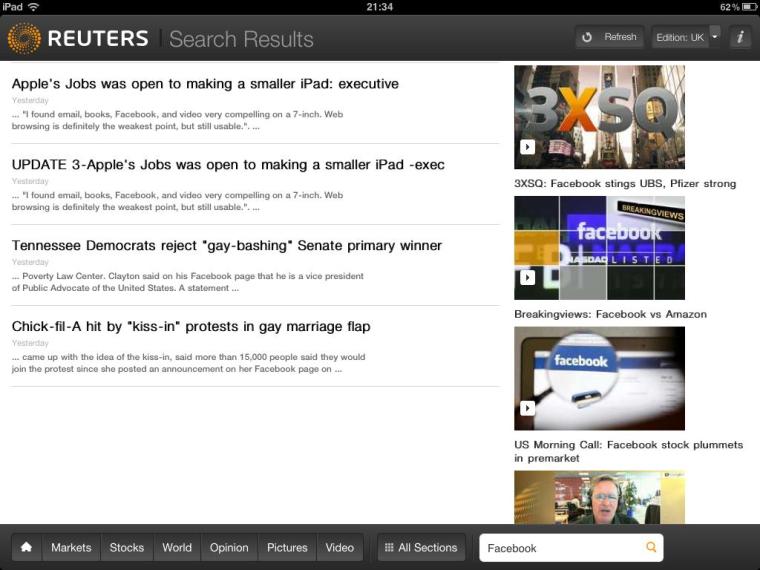 iPad 21:34 62%
REUTERS Search Results Refresh Edition: UK i
Apple's Jobs was open to making a smaller iPad: executive
Yesterday
... "I found email, books, Facebook, and video very compelling on a 7-inch. Web
browsing is definitely the weakest point, but still usable.". ...
UPDATE 3-Apple's Jobs was open to making a smaller iPad -exec
Yesterday
... "I found email, books, Facebook, and video very compelling on a 7-inch. Web
browsing is definitely the weakest point, but still usable.". ...
Tennessee Democrats reject "gay-bashing" Senate primary winner
Yesterday
... Poverty Law Center. Clayton said on his Facebook page that he is a vice president
of Public Advocate of the United States. A statement ...
Chick-fil-A hit by "kiss-in" protests in gay marriage flap
Yesterday
... came up with the idea of the kiss-in, said more than 15,000 people said they would
join the protest since she posted an announcement on her Facebook page on ...
3XSQ
3XSQ: Facebook stings UBS, Pfizer strong
BREAKINGVIEWS
facebook
NASDAQ LISTED
Breakingviews: Facebook vs Amazon
facebook
US Morning Call: Facebook stock plummets
in premarket
Markets Stocks World Opinion Pictures Video All Sections Facebook